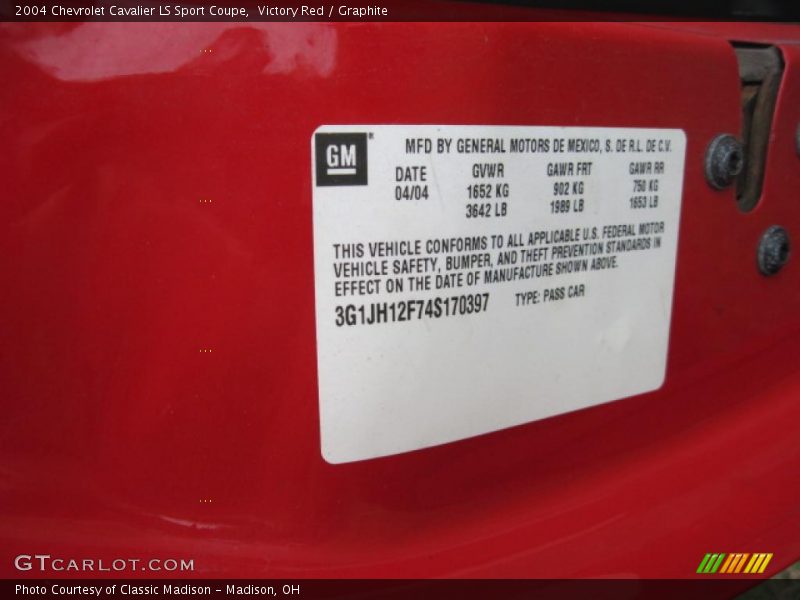 2004 Chevrolet Cavalier LS Sport Coupe, Victory Red / Graphite
GM
MFD BY GENERAL MOTORS DE MEXICO, S. DE R.L. DE C.V.
DATE GVWR GAWR FRT GAWR RR
04/04 1652 KG 902 KG 750 KG
3642 LB 1989 LB 1653 LB
THIS VEHICLE CONFORMS TO ALL APPLICABLE U.S. FEDERAL MOTOR
VEHICLE SAFETY, BUMPER, AND THEFT PREVENTION STANDARDS IN
EFFECT ON THE DATE OF MANUFACTURE SHOWN ABOVE.
3G1JH12F74S170397 TYPE: PASS CAR
GTCARLOT.COM
Photo Courtesy of Classic Madison - Madison, OH